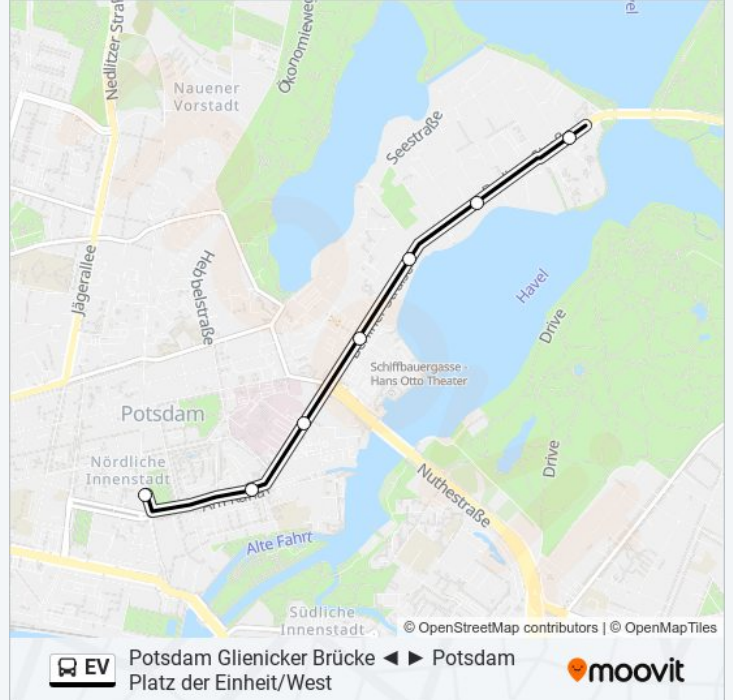 Nedlitzer Straß
Ökonomieweg
Nauener
Vorstadt
Seestraße
Jägerallee
Hebbelstraße
Havel
Drive
Schiffbauergasse -
Hans Otto Theater
Potsdam
Nördliche
Innenstadt
Drive
Nuthestraße
Alte Fahrt
Südliche
Innenstadt
© OpenStreetMap contributors | © OpenMapTiles
EV
Potsdam Glienicker Brücke ◄ ► Potsdam
Platz der Einheit/West
moovit